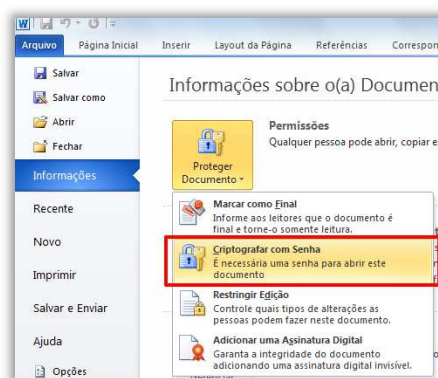 Arquivo Página Inicial Inserir Layout da Página Referências
Salvar
Salvar como
Abrir
Fechar
Informações
Recente
Novo
Imprimir
Salvar e Enviar
Ajuda
Opções
Informações sobre o(a)
Permissões
Qualquer pessoa pode abrir, copiar e
Proteger
Documento
Marcar como Final
Informe aos leitores que o documento é
final e torne-o somente leitura.
Criptografar com Senha
É necessária uma senha para abrir este
documento
Restringir Edição
Controle quais tipos de alterações as
pessoas podem fazer neste documento.
Adicionar uma Assinatura Digital
Garanta a integridade do documento
adicionando uma assinatura digital invisível.